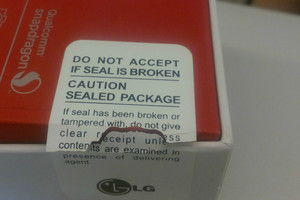 Qualcomm
snapdragon
DO NOT ACCEPT
IF SEAL IS BROKEN
CAUTION
SEALED PACKAGE
If seal has been broken or
tampered with, do not give
clear receipt unless
contents are examined in
presence of delivering
agent.
LG